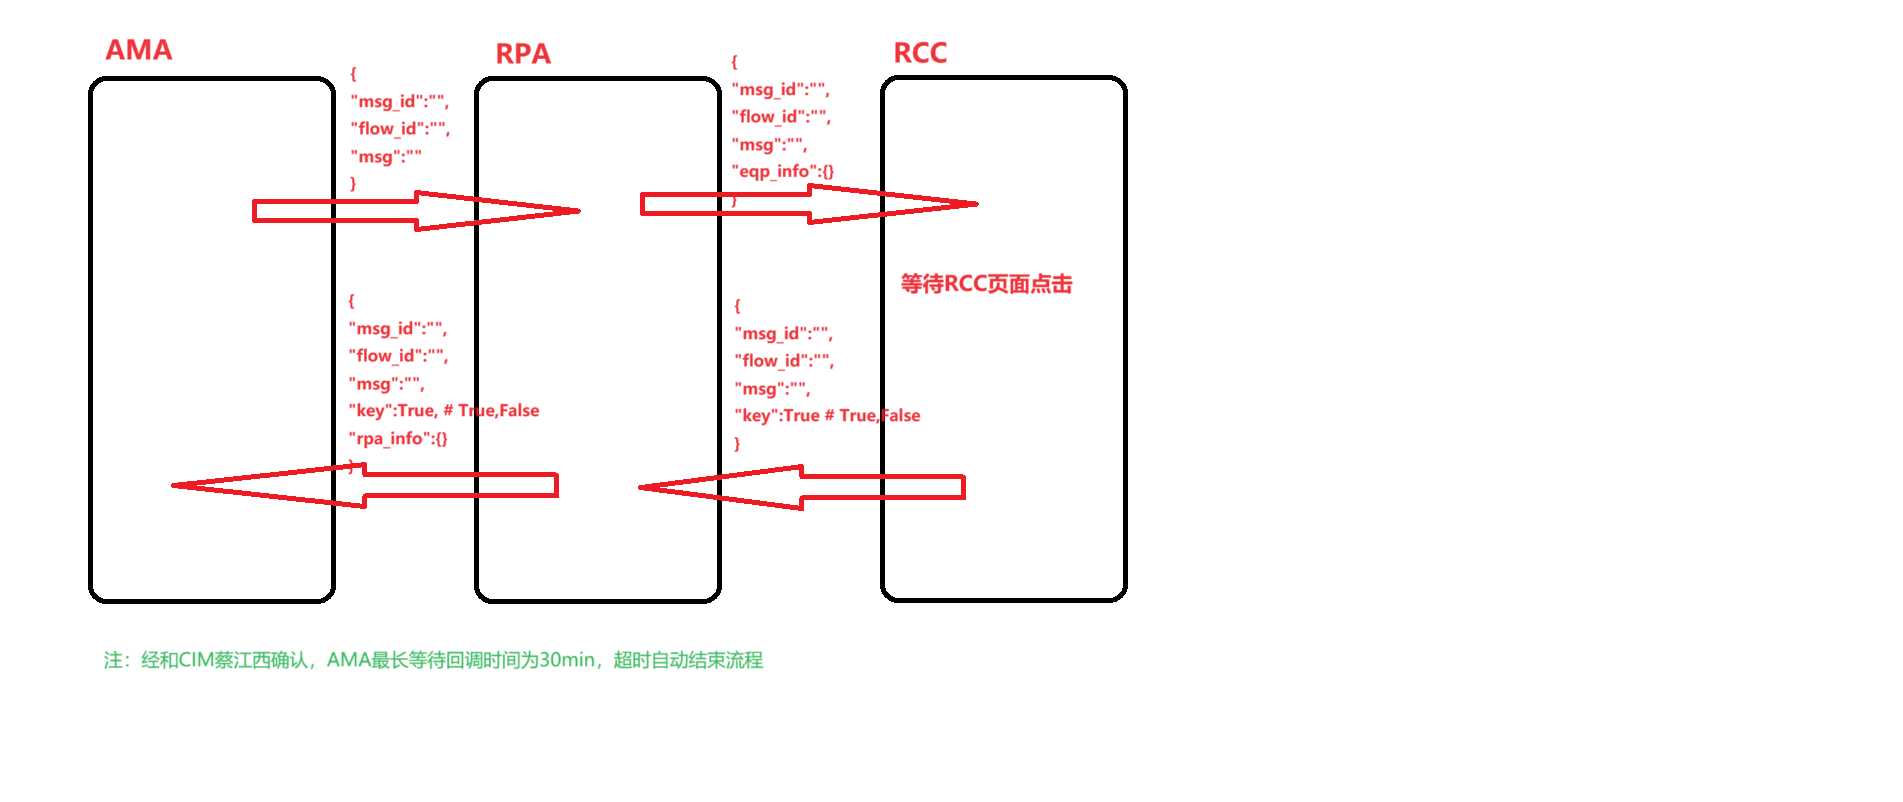 AMA
RPA
RCC
{
"msg_id":"",
"flow_id":"",
"msg":""
}
{
"msg_id":"",
"flow_id":"",
"msg":"",
"eqp_info":{}
}
等待RCC页面点击
{
"msg_id":"",
"flow_id":"",
"msg":"",
"key":True, # True,False
"rpa_info":{}
}
{
"msg_id":"",
"flow_id":"",
"msg":"",
"key":True # True,False
}
注：经和CIM蔡江西确认，AMA最长等待回调时间为30min，超时自动结束流程